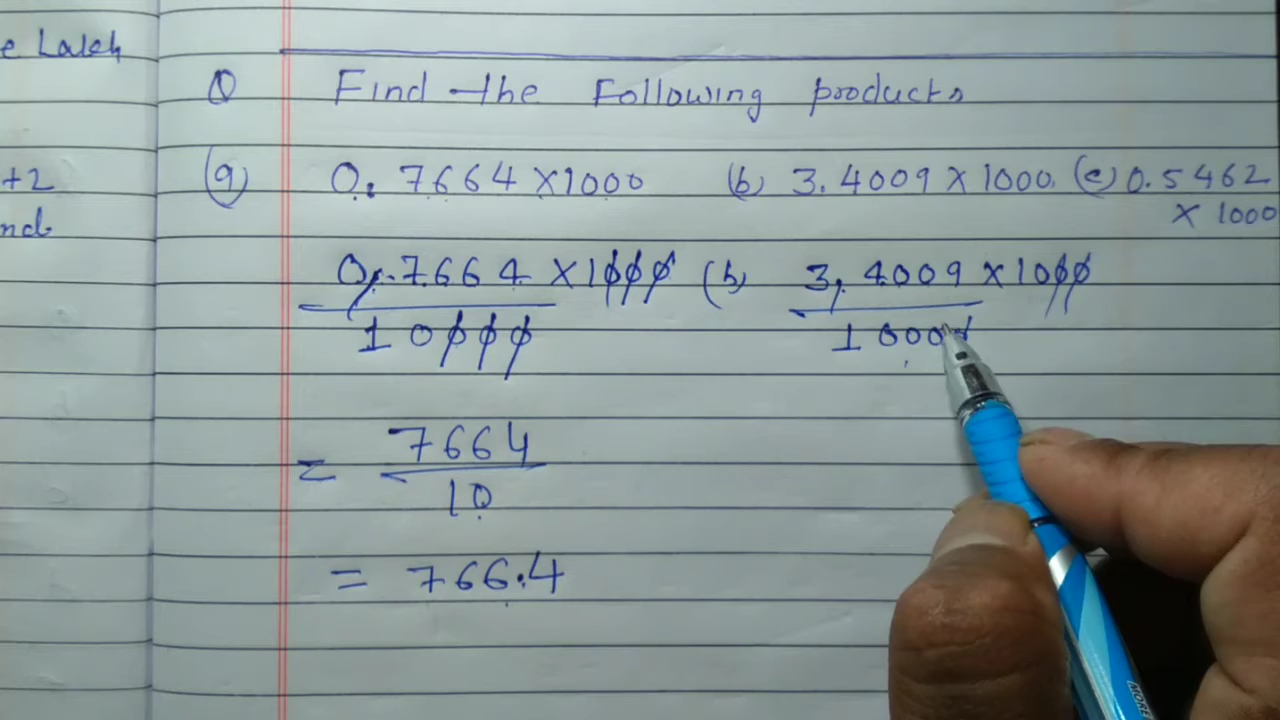 e Lakh
Q Find the Following products
+2
(a) 0.7664 × 1000 (b) 3.4009 × 1000 (c) 0.5462
× 1000
nd
0.7664 × 1000 (b) 3.4009 × 1000
10000 10000
= 7664
10
= 766.4